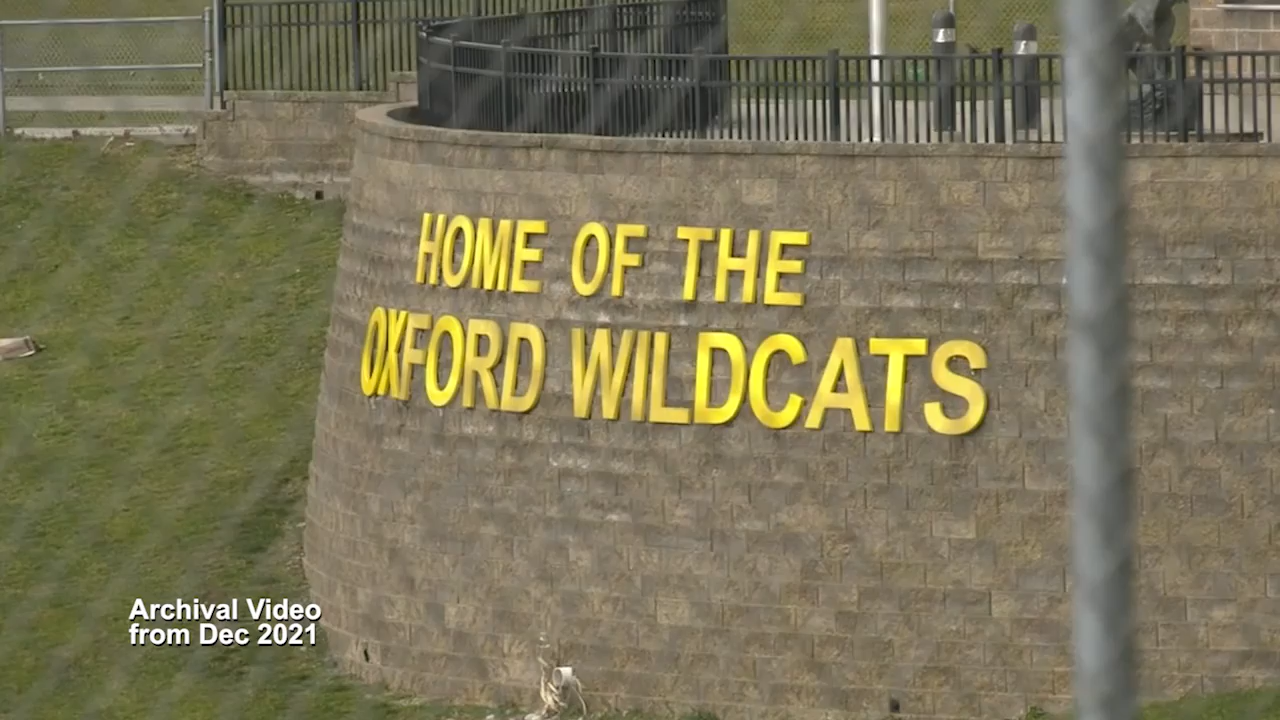 HOME OF THE
OXFORD WILDCATS
Archival Video
from Dec 2021